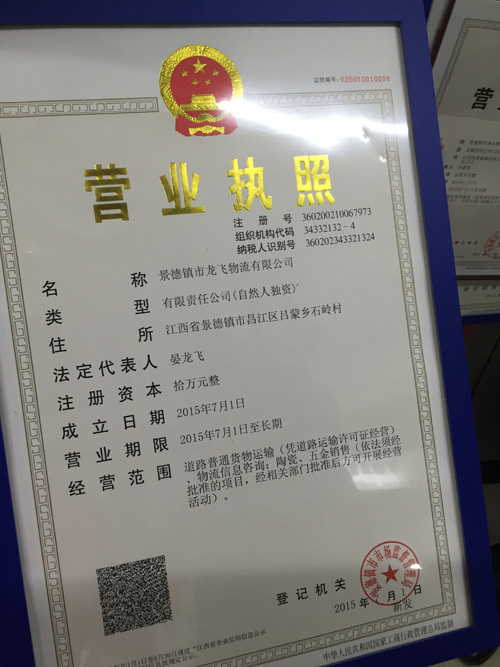 证照编号:020010010056
营业执照
注册号 360200210067973
组织机构代码 34332132-4
纳税人识别号 360202343321324
名称 景德镇市龙飞物流有限公司
类型 有限责任公司(自然人独资)
住所 江西省景德镇市昌江区吕蒙乡石岭村
法定代表人 晏龙飞
注册资本 拾万元整
成立日期 2015年7月1日
营业期限 2015年7月1日至长期
经营范围 道路普通货物运输(凭道路运输许可证经营)
、物流信息咨询;陶瓷、五金销售(依法须经
批准的项目,经相关部门批准后方可开展经营
活动)。
登记机关
2015年7月1日
新发
中华人民共和国国家工商行政管理总局监制